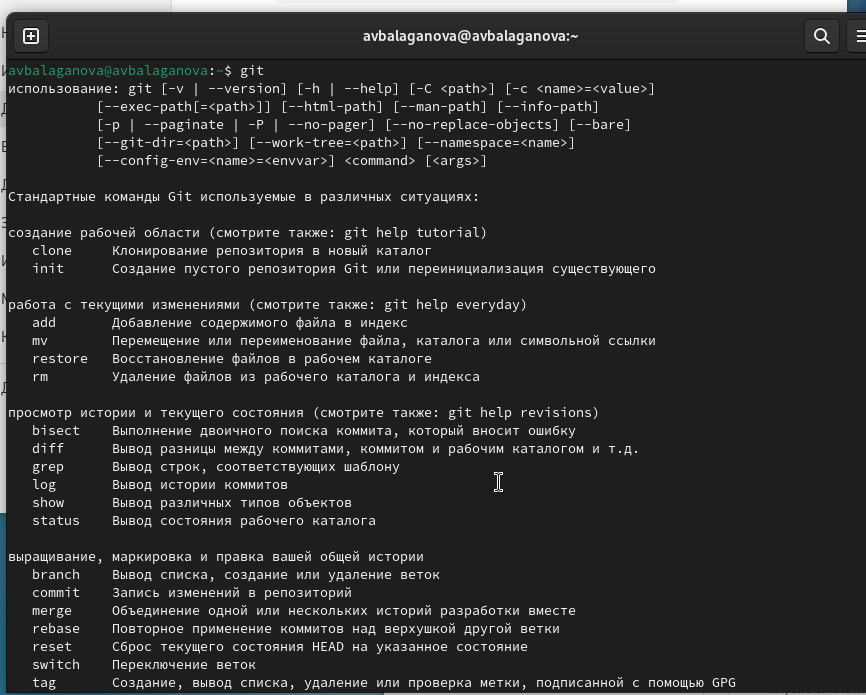 avbalaganova@avbalaganova:~
avbalaganova@avbalaganova:~$ git
использование: git [-v | --version] [-h | --help] [-C <path>] [-c <name>=<value>]
[--exec-path[=<path>]] [--html-path] [--man-path] [--info-path]
[-p | --paginate | -P | --no-pager] [--no-replace-objects] [--bare]
[--git-dir=<path>] [--work-tree=<path>] [--namespace=<name>]
[--config-env=<name>=<envvar>] <command> [<args>]
Стандартные команды Git используемые в различных ситуациях:
создание рабочей области (смотрите также: git help tutorial)
clone Клонирование репозитория в новый каталог
init Создание пустого репозитория Git или переинициализация существующего
работа с текущими изменениями (смотрите также: git help everyday)
add Добавление содержимого файла в индекс
mv Перемещение или переименование файла, каталога или символьной ссылки
restore Восстановление файлов в рабочем каталоге
rm Удаление файлов из рабочего каталога и индекса
просмотр истории и текущего состояния (смотрите также: git help revisions)
bisect Выполнение двоичного поиска коммита, который вносит ошибку
diff Вывод разницы между коммитами, коммитом и рабочим каталогом и т.д.
grep Вывод строк, соответствующих шаблону
log Вывод истории коммитов
show Вывод различных типов объектов
status Вывод состояния рабочего каталога
выращивание, маркировка и правка вашей общей истории
branch Вывод списка, создание или удаление веток
commit Запись изменений в репозиторий
merge Объединение одной или нескольких историй разработки вместе
rebase Повторное применение коммитов над верхушкой другой ветки
reset Сброс текущего состояния HEAD на указанное состояние
switch Переключение веток
tag Создание, вывод списка, удаление или проверка метки, подписанной с помощью GPG